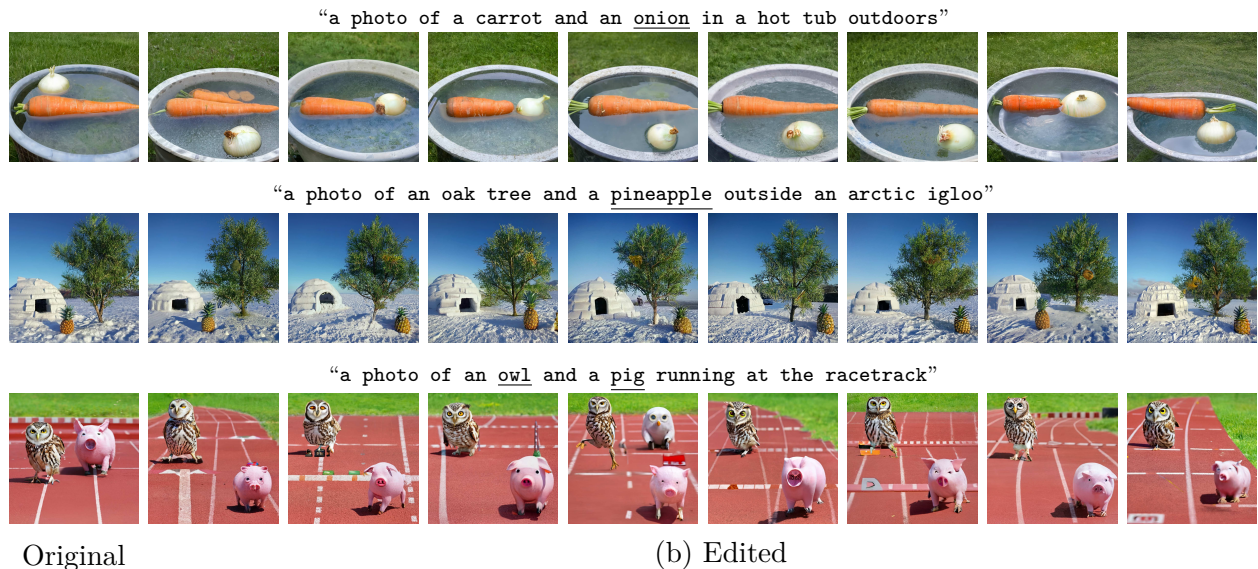 “a photo of a carrot and an onion in a hot tub outdoors”
“a photo of an oak tree and a pineapple outside an arctic igloo”
“a photo of an owl and a pig running at the racetrack”
Original
(b) Edited